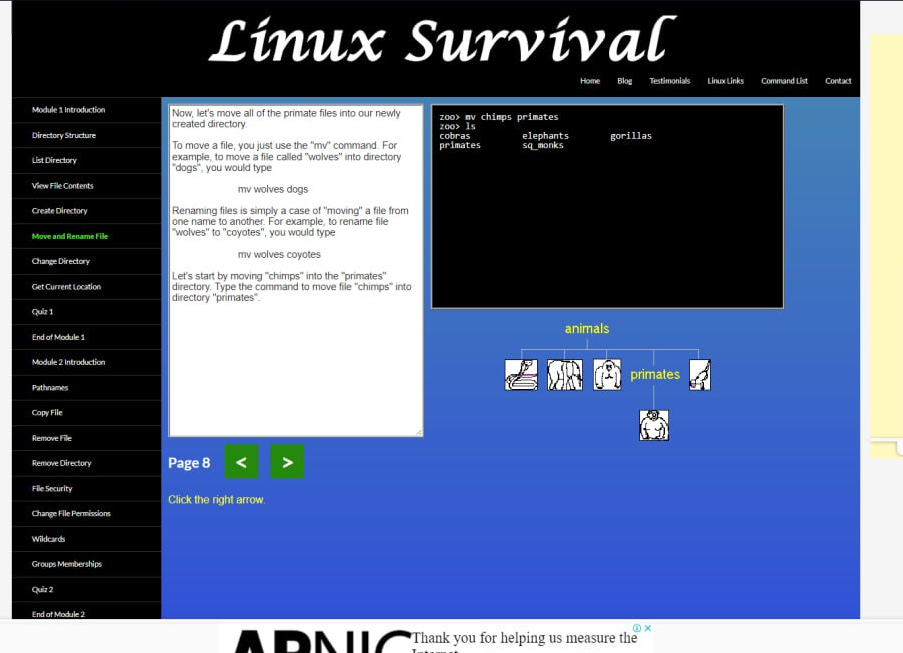 Linux Survival
Home Blog Testimonials Linux Links Command List Contact
Module 1 Introduction
Directory Structure
List Directory
View File Contents
Create Directory
Move and Rename File
Change Directory
Get Current Location
Quiz 1
End of Module 1
Module 2 Introduction
Pathnames
Copy File
Remove File
Remove Directory
File Security
Change File Permissions
Wildcards
Groups Memberships
Quiz 2
End of Module 2
Now, let's move all of the primate files into our newly
created directory.
To move a file, you just use the "mv" command. For
example, to move a file called "wolves" into directory
"dogs", you would type
mv wolves dogs
Renaming files is simply a case of "moving" a file from
one name to another. For example, to rename file
"wolves" to "coyotes", you would type
mv wolves coyotes
Let's start by moving "chimps" into the "primates"
directory. Type the command to move file "chimps" into
directory "primates".
Page 8 < >
Click the right arrow.
zoo> mv chimps primates
zoo> ls
cobras elephants gorillas
primates sq_monks
animals
primates
Thank you for helping us measure the